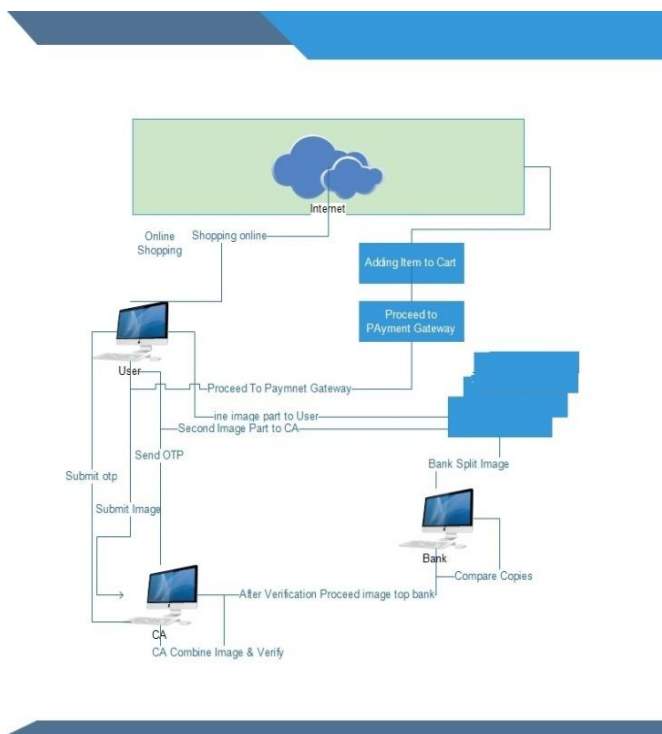 Internet
Online
Shopping
Shopping online
Adding Item to Cart
Proceed to
PAyment Gateway
User
Proceed To Paymnet Gateway
ine image part to User
Second Image Part to CA
Send OTP
Bank Split Image
Submit otp
Submit Image
Bank
Compare Copies
After Verification Proceed image top bank
CA
CA Combine Image & Verify